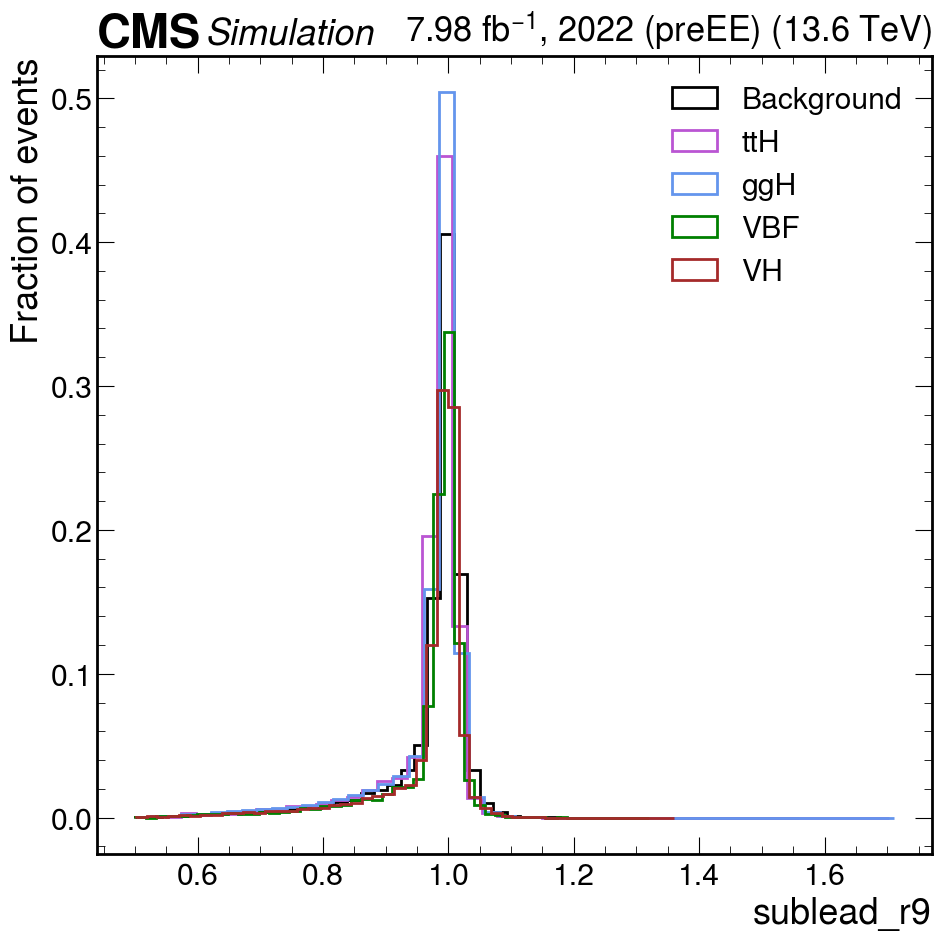 CMS Simulation 7.98 fb⁻¹, 2022 (preEE) (13.6 TeV)
Fraction of events
0.5
0.4
0.3
0.2
0.1
0.0
Background
ttH
ggH
VBF
VH
0.6 0.8 1.0 1.2 1.4 1.6
sublead_r9